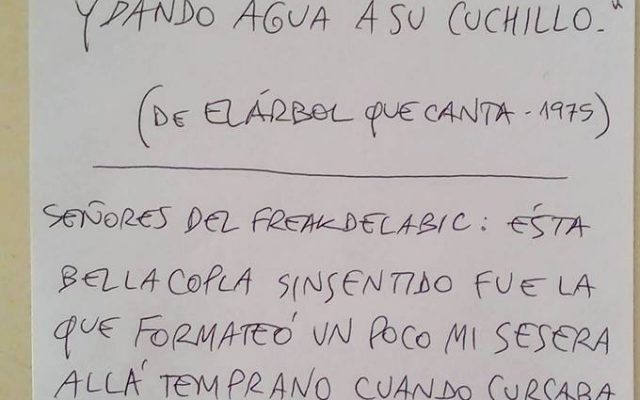 Y DANDO AGUA A SU CUCHILLO."
(DE EL ÁRBOL QUE CANTA - 1975)
SEÑORES DEL FREAKDELABIC: ÉSTA
BELLA COPLA SINSENTIDO FUE LA
QUE FORMATEÓ UN POCO MI SESERA
ALLÁ TEMPRANO CUANDO CURSABA